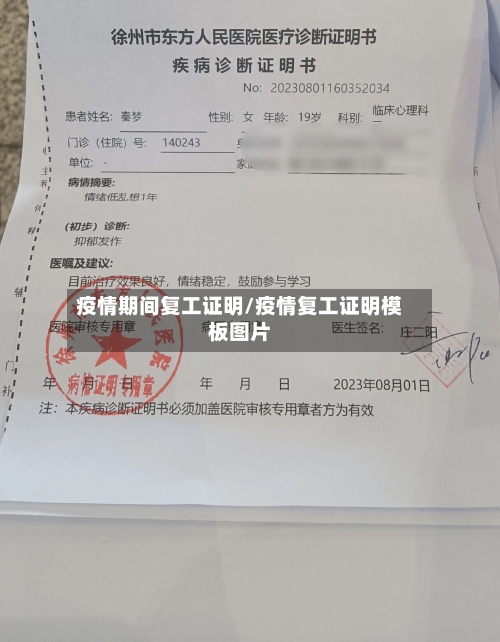 徐州市东方人民医院医疗诊断证明书
疾病诊断证明书
No: 20230801160352034
患者姓名: 秦梦 性别: 女 年龄: 19岁 科别: 临床心理科一
门诊（住院）号: 140243
单位: -
病情摘要:
情绪低乱想1年
（初步）诊断:
抑郁发作
医嘱及建议:
目前治疗效果良好，情绪稳定，鼓励参与学习
疫情期间复工证明/疫情复工证明模
板图片
医院审核专用章 医生签名: 庄二阳
病情证明专用章
年 月 日 年 月 日 2023年08月01日
注: 本疾病诊断证明书必须加盖医院审核专用章者方为有效